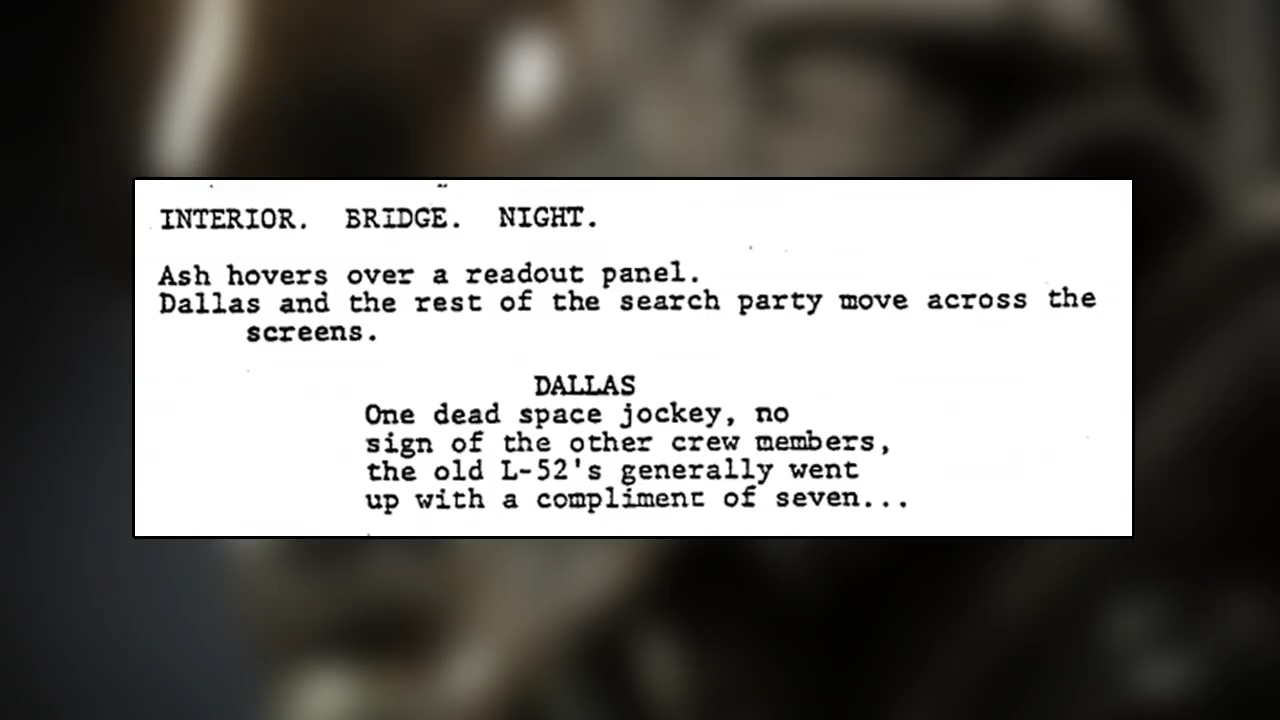 INTERIOR. BRIDGE. NIGHT.
Ash hovers over a readout panel.
Dallas and the rest of the search party move across the
screens.
DALLAS
One dead space jockey, no
sign of the other crew members,
the old L-52's generally went
up with a compliment of seven...